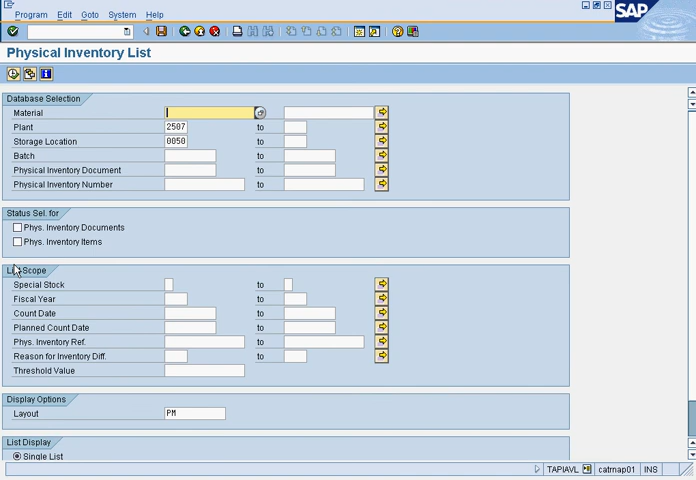 Program Edit Goto System Help
SAP
Physical Inventory List
Database Selection
Material
Plant 2507 to
Storage Location 0050 to
Batch to
Physical Inventory Document to
Physical Inventory Number to
Status Sel. for
Phys. Inventory Documents
Phys. Inventory Items
List Scope
Special Stock to
Fiscal Year to
Count Date to
Planned Count Date to
Phys. Inventory Ref. to
Reason for Inventory Diff. to
Threshold Value
Display Options
Layout PM
List Display
Single List
TAPIAVL catrnap01 INS